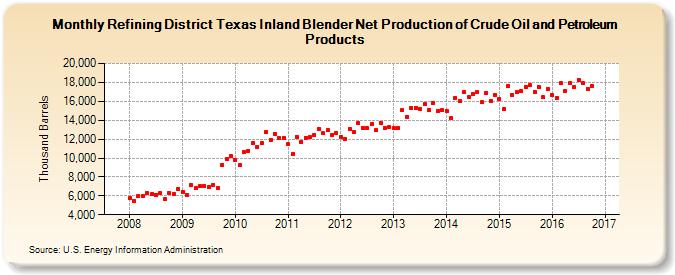 Monthly Refining District Texas Inland Blender Net Production of Crude Oil and Petroleum
Products
Thousand Barrels
20,000
18,000
16,000
14,000
12,000
10,000
8,000
6,000
4,000
2008 2009 2010 2011 2012 2013 2014 2015 2016 2017
Source: U.S. Energy Information Administration